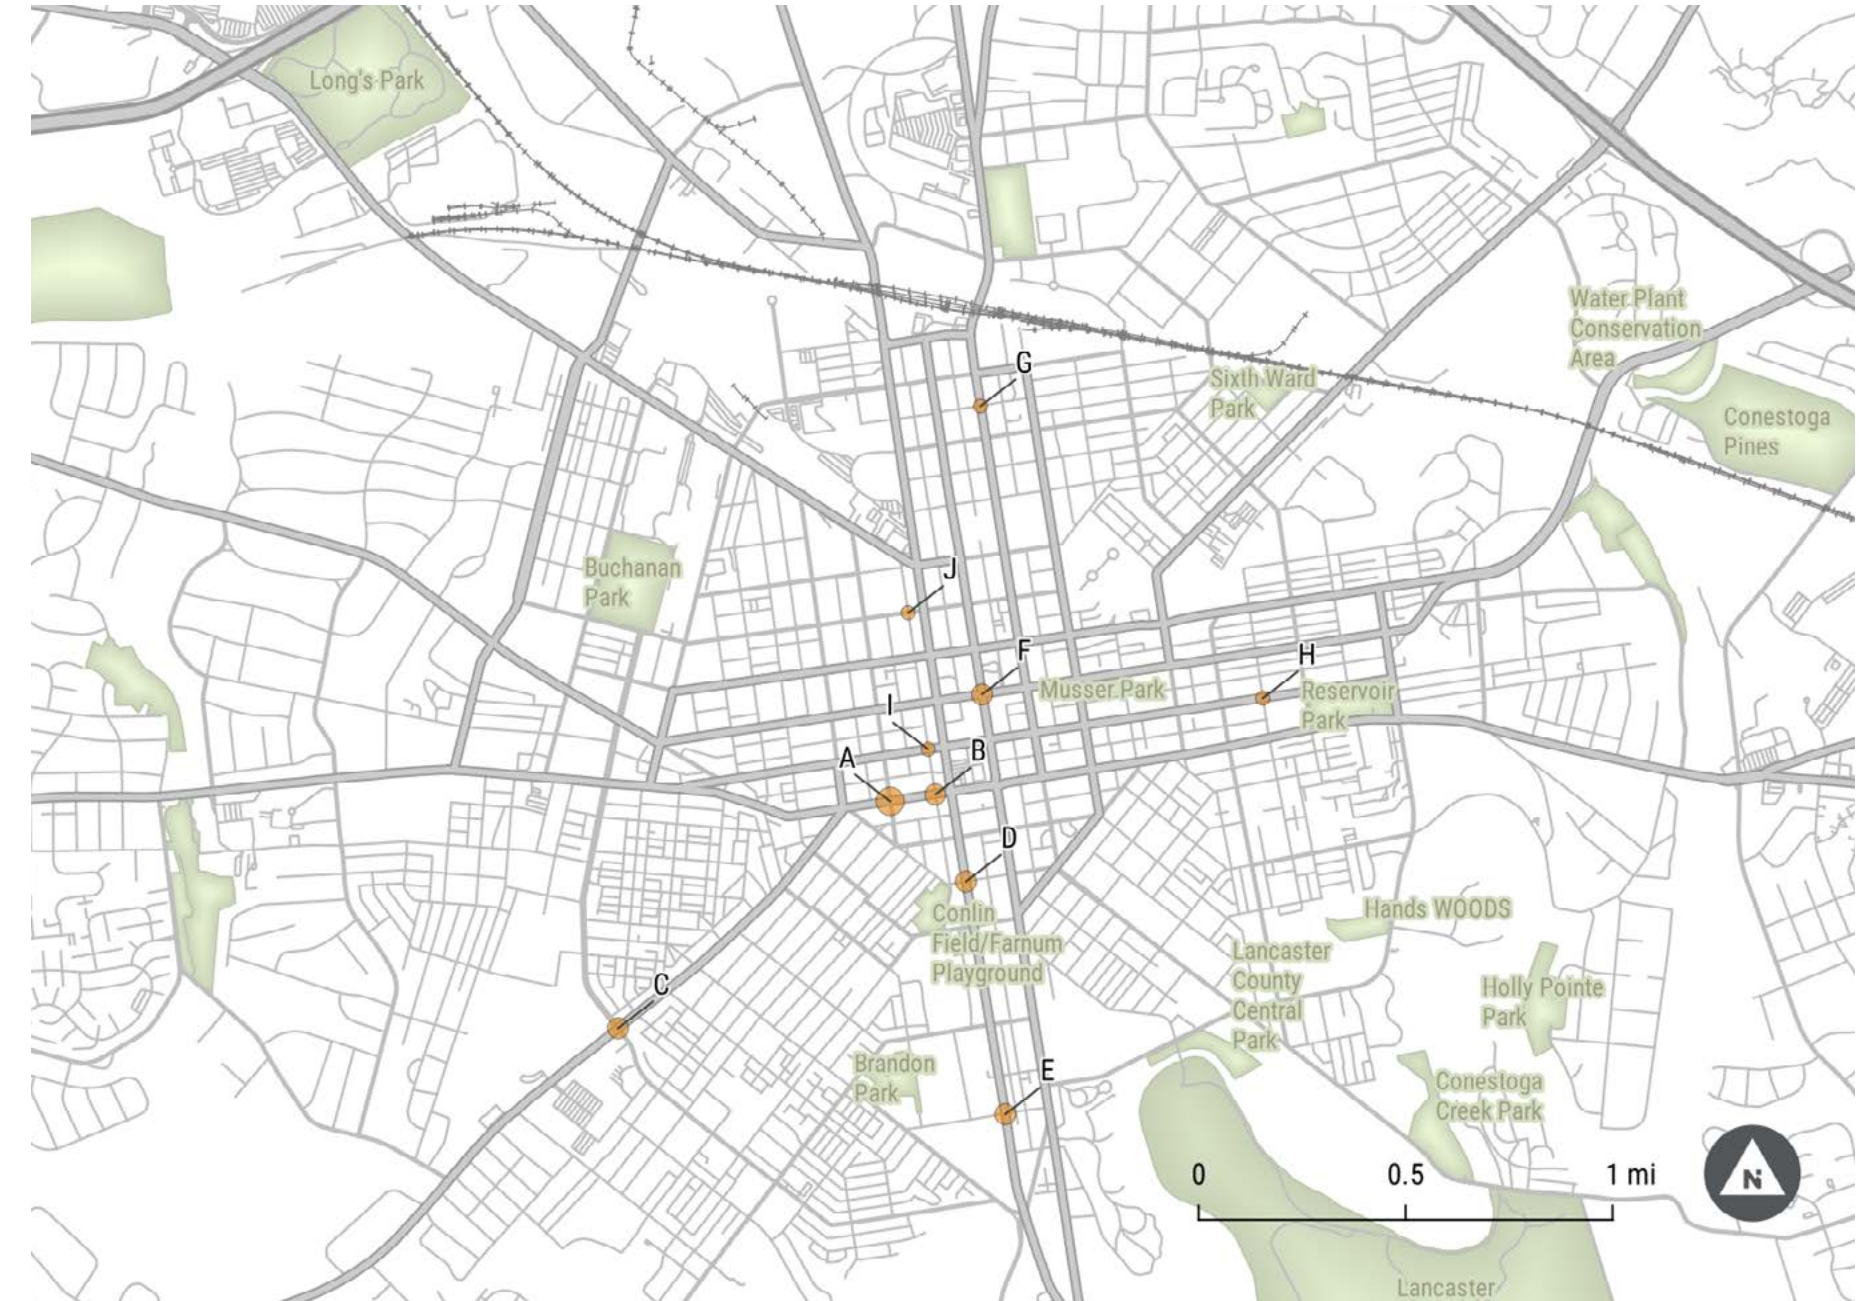 Long's Park
Water Plant
Conservation
Area
G
Sixth Ward
Park
Conestoga
Pines
Buchanan
Park
J
F
H
Musser Park
Reservoir
Park
I
A
B
D
Conlin
Field/Farnum
Playground
Hands WOODS
Lancaster
County
Central
Park
C
Holly Pointe
Park
Brandon
Park
E
Conestoga
Creek Park
0
0.5
1 mi
N
Lancaster